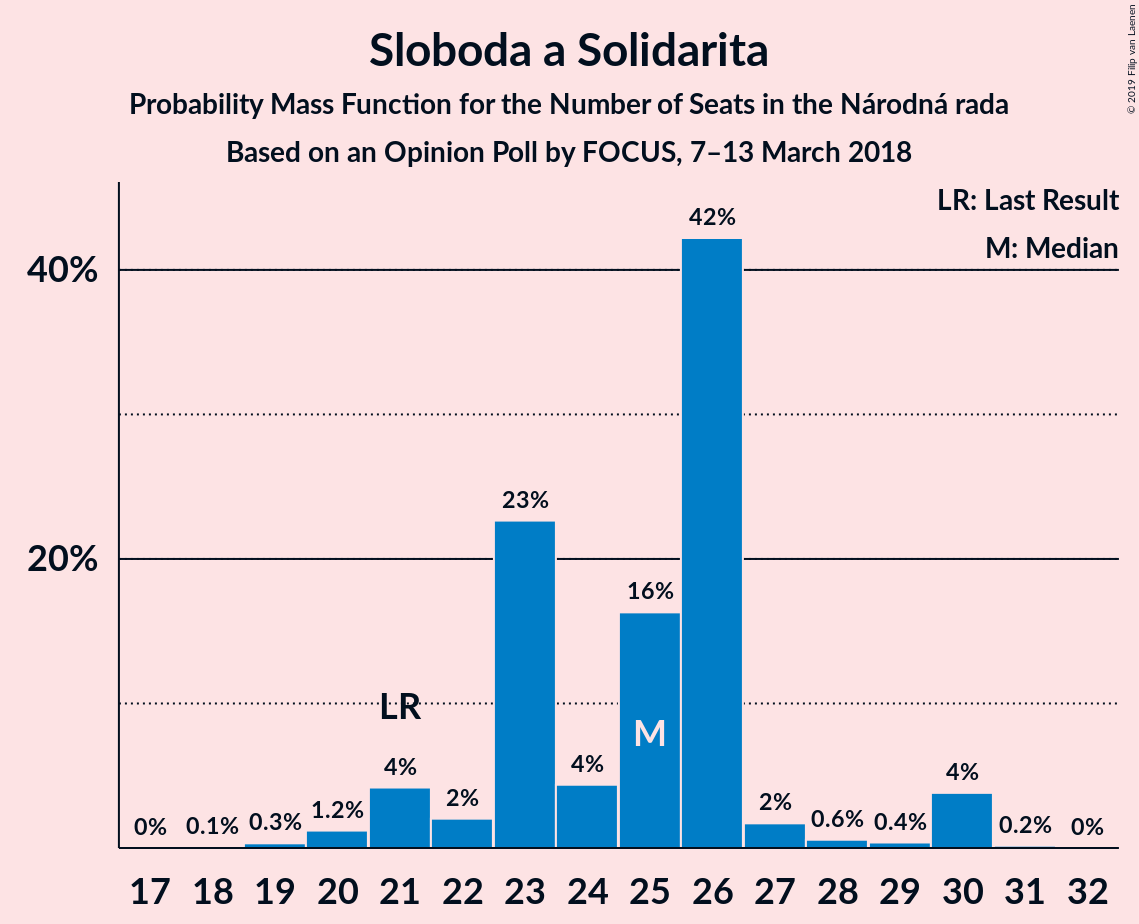 Sloboda a Solidarita
Probability Mass Function for the Number of Seats in the Národná rada
Based on an Opinion Poll by FOCUS, 7–13 March 2018
© 2019 Filip van Laenen
LR: Last Result
M: Median
40%
20%
0%
0.1%
0.3%
1.2%
4%
2%
23%
4%
16%
42%
2%
0.6%
0.4%
4%
0.2%
0%
LR
M
17 18 19 20 21 22 23 24 25 26 27 28 29 30 31 32